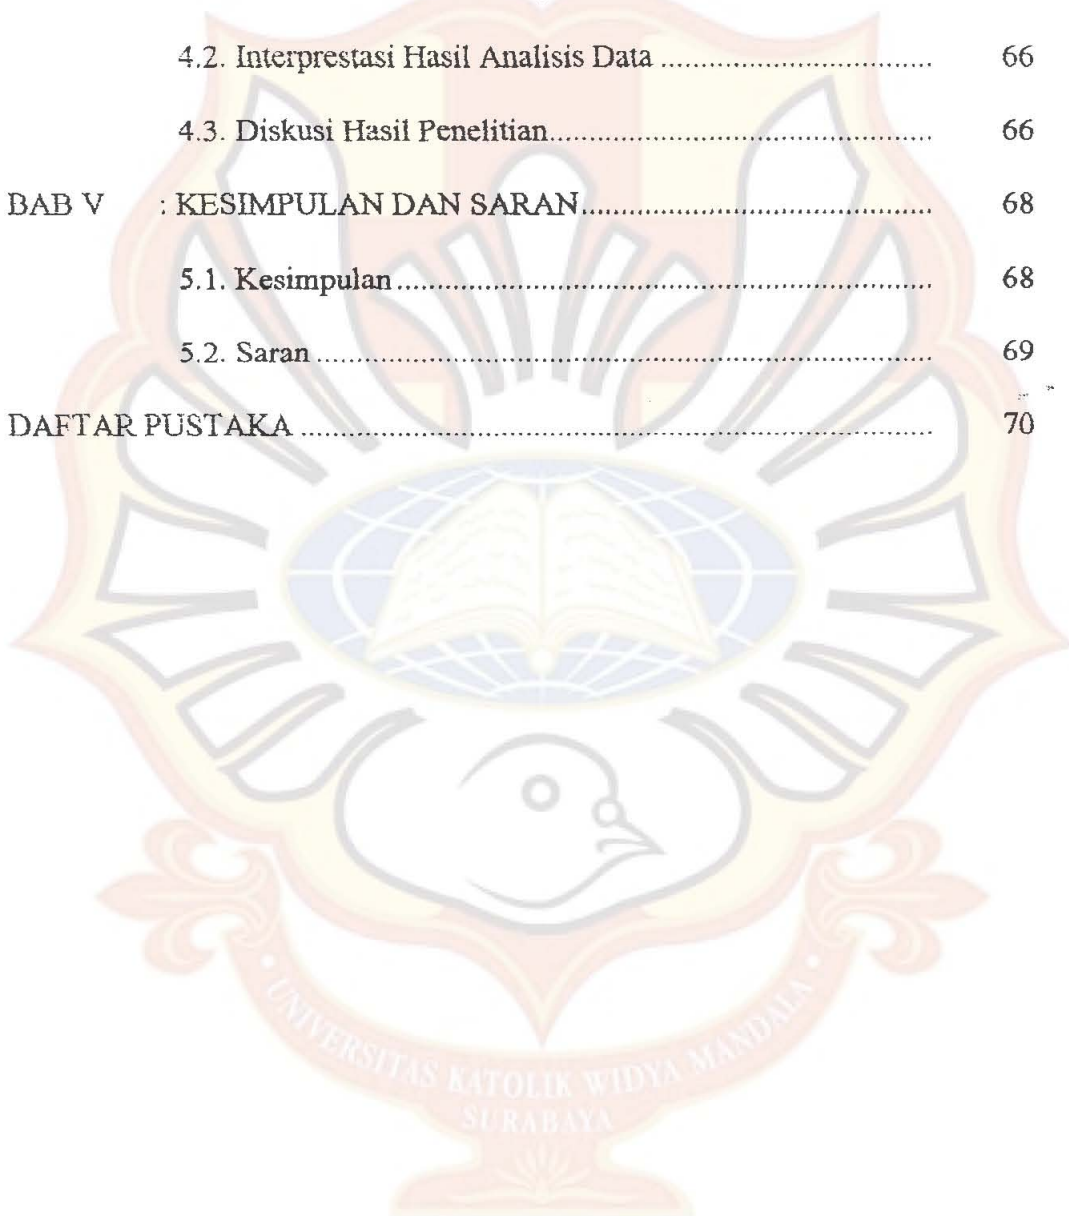 4.2. Interprestasi Hasil Analisis Data ................................ 66
4.3. Diskusi Hasil Penelitian............................................. 66
BAB V : KESIMPULAN DAN SARAN......................................... 68
5.1. Kesimpulan .............................................................. 68
5.2. Saran ........................................................................ 69
DAFTAR PUSTAKA .......................................................................... 70
• UNIVERSITAS KATOLIK WIDYA MANDALA •
SURABAYA